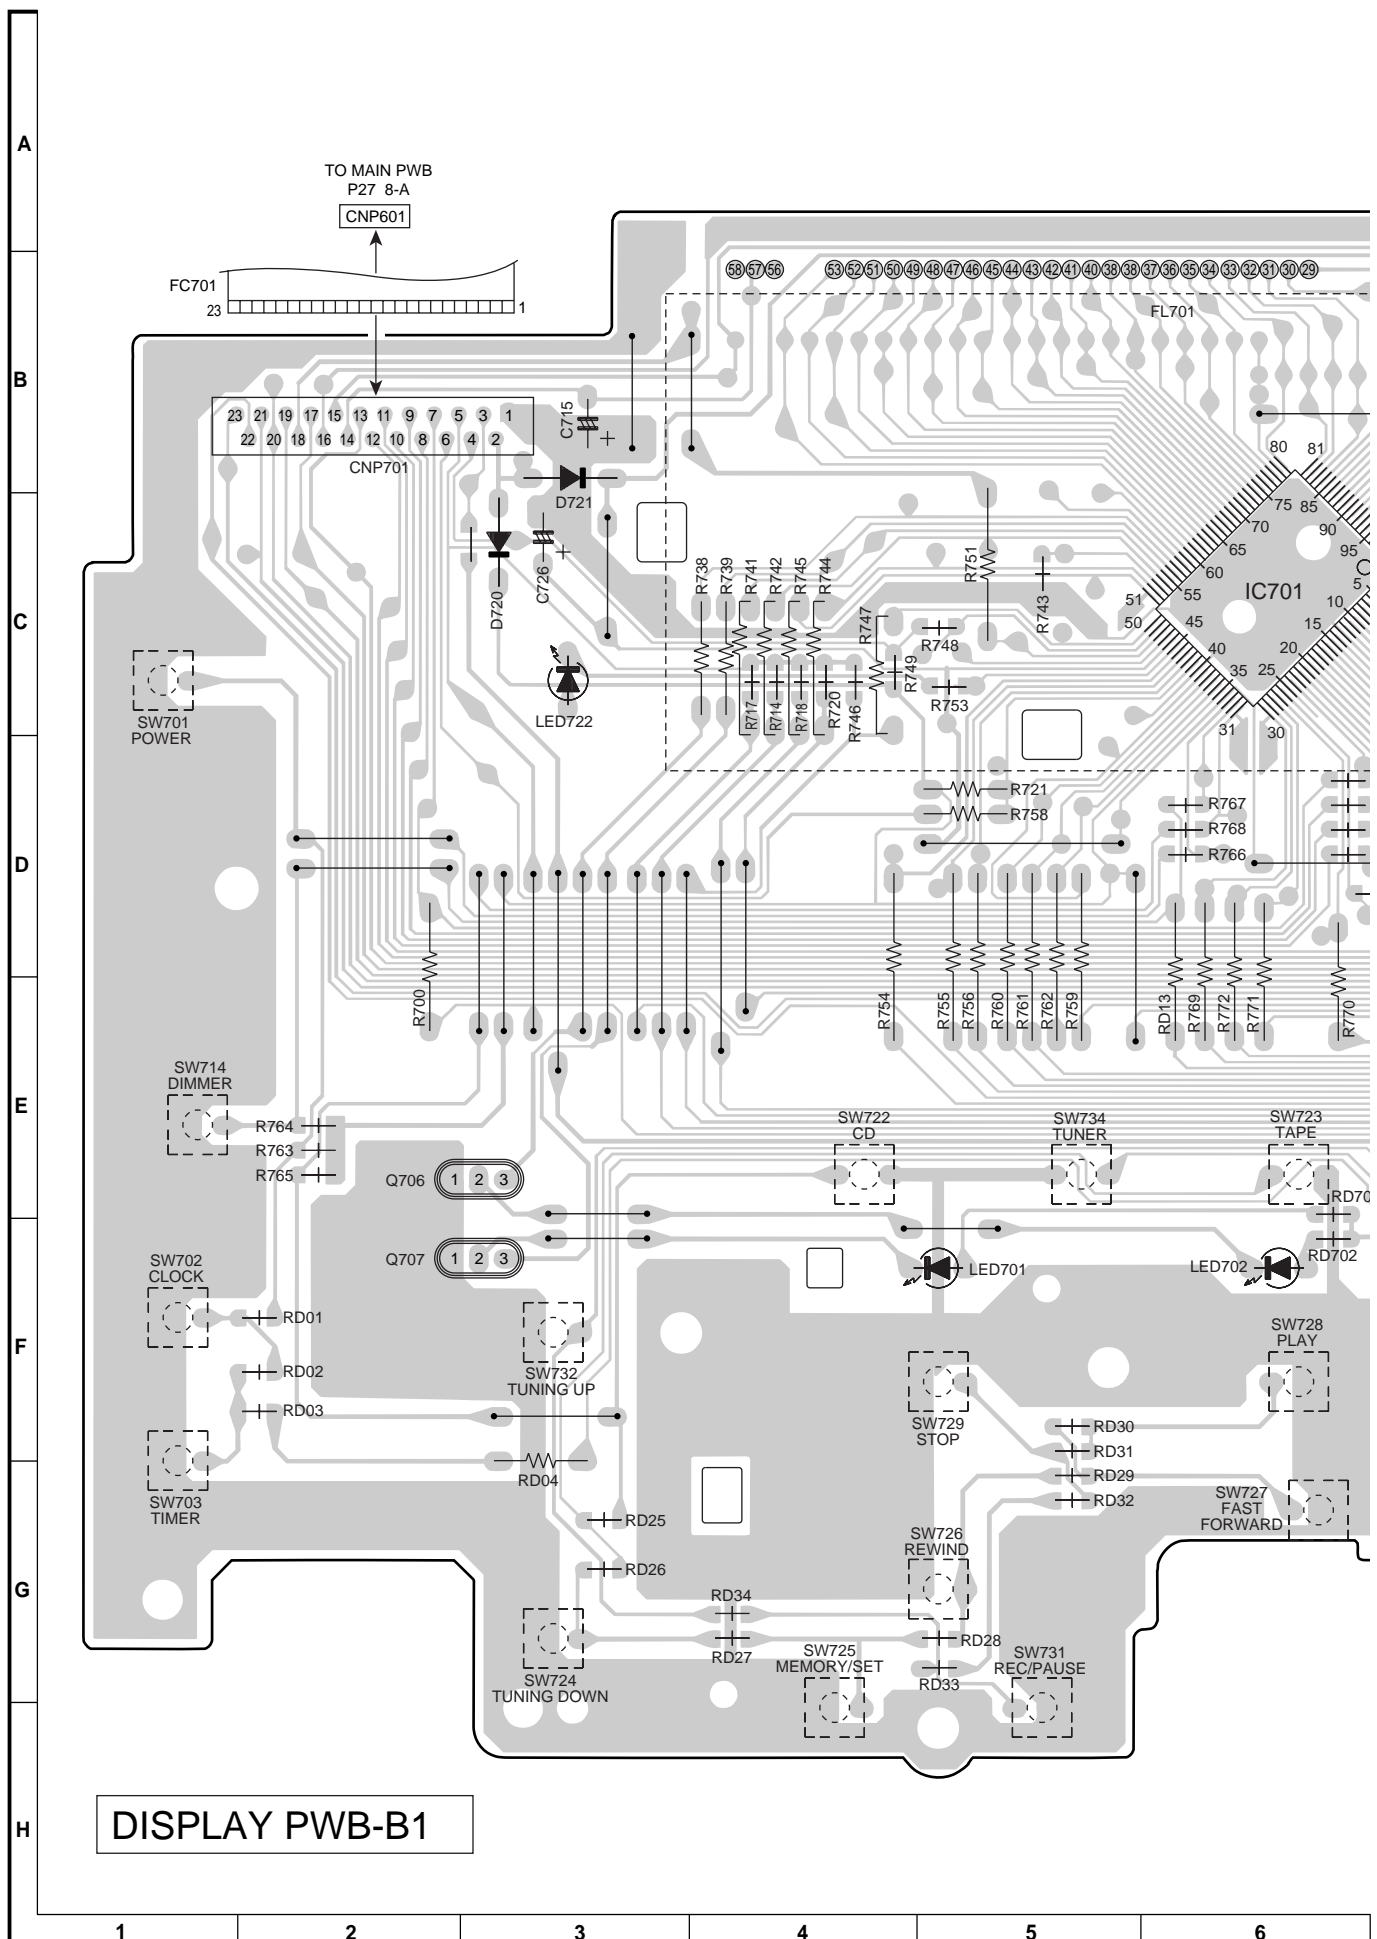 A
TO MAIN PWB
P27 8-A
CNP601
FC701
23
1
58 57 56 53 52 51 50 49 48 47 46 45 44 43 42 41 40 38 38 37 36 35 34 33 32 31 30 29
FL701
B
23 21 19 17 15 13 11 9 7 5 3 1
22 20 18 16 14 12 10 8 6 4 2
CNP701
C715
D721
80 81
75 85
70 90
65 95
60
55
51
50
IC701
5
10
15
20
25
30
31
35
40
45
D720
C726
R738
R739
R741
R742
R745
R744
R747
R751
R743
C
R748
R749
R753
R717
R714
R718
R720
R746
LED722
SW701
POWER
R721
R758
R767
R768
R766
D
R700
R754
R755
R756
R760
R761
R762
R759
RD13
R769
R772
R771
R770
SW714
DIMMER
E
R764
R763
R765
SW722
CD
SW734
TUNER
SW723
TAPE
Q706
1 2 3
RD70
Q707
1 2 3
RD702
LED701
LED702
SW702
CLOCK
RD01
F
SW732
TUNING UP
SW728
PLAY
RD02
RD03
SW729
STOP
RD30
RD31
RD29
RD32
RD04
SW703
TIMER
SW727
FAST
FORWARD
RD25
SW726
REWIND
RD26
G
RD34
RD27
RD28
RD33
SW725
MEMORY/SET
SW731
REC/PAUSE
SW724
TUNING DOWN
H
DISPLAY PWB-B1
1 2 3 4 5 6